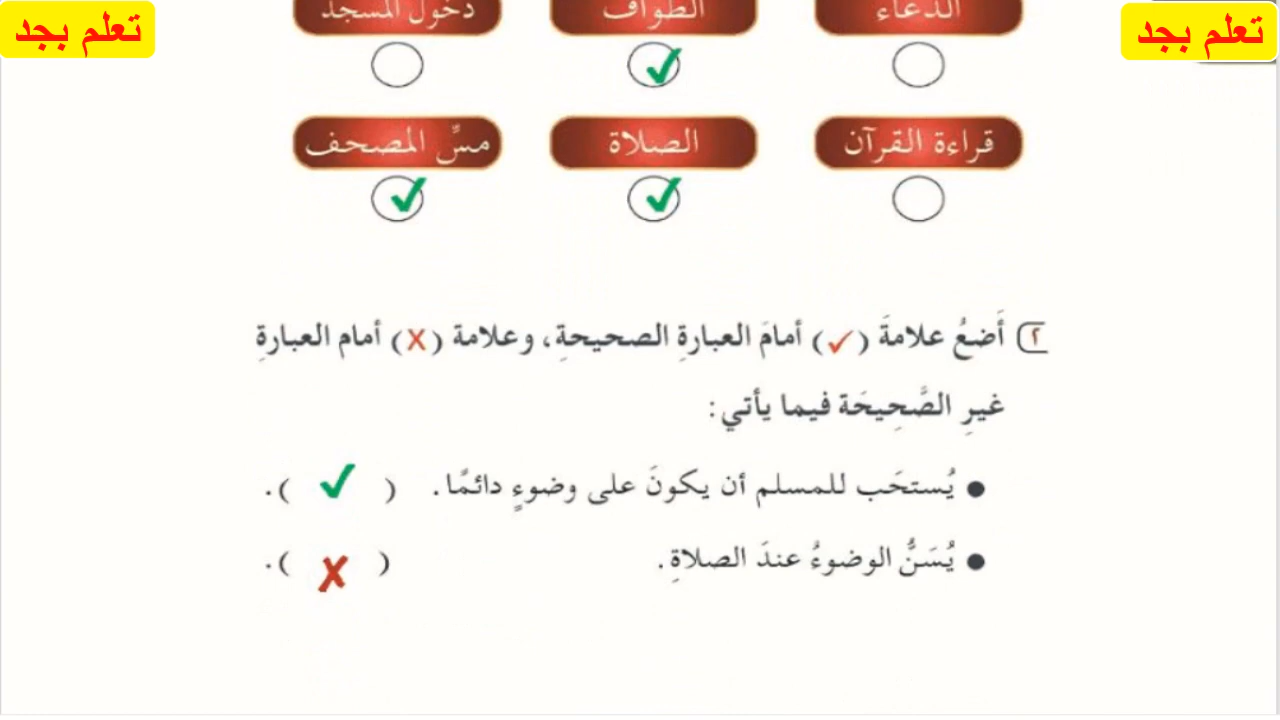 تعلم بجد
تعلم بجد
الدعاء الطواف دخول المسجد
✓
قراءة القرآن الصلاة مسِّ المصحف
✓ ✓
٢ أَضعُ علامةَ (✓) أمامَ العبارةِ الصحيحةِ، وعلامة (X) أمام العبارةِ
غيرِ الصَّحِيحَة فيما يأتي:
● يُستحَب للمسلم أن يكونَ على وضوءٍ دائمًا. ( ✓ ).
● يُسَنُّ الوضوءُ عندَ الصلاةِ. ( ✗ ).